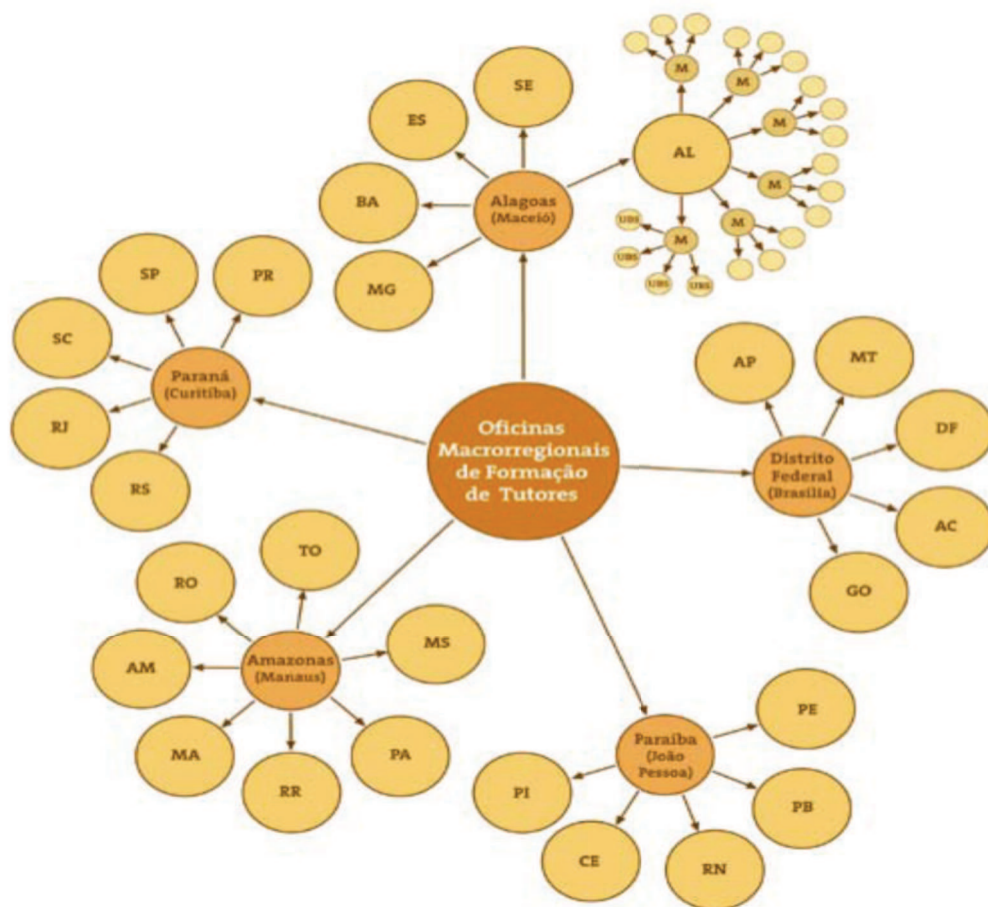 SE
ES
BA
MG
Alagoas
(Maceió)
AL
M
M
M
M
M
M
UBS
UBS
UBS
UBS
SP
PR
SC
RJ
RS
Paraná
(Curitiba)
Oficinas
Macrorregionais
de Formação
de Tutores
AP
MT
DF
AC
GO
Distrito
Federal
(Brasília)
TO
RO
AM
MA
RR
PA
MS
Amazonas
(Manaus)
Paraíba
(João
Pessoa)
PE
PB
RN
CE
PI